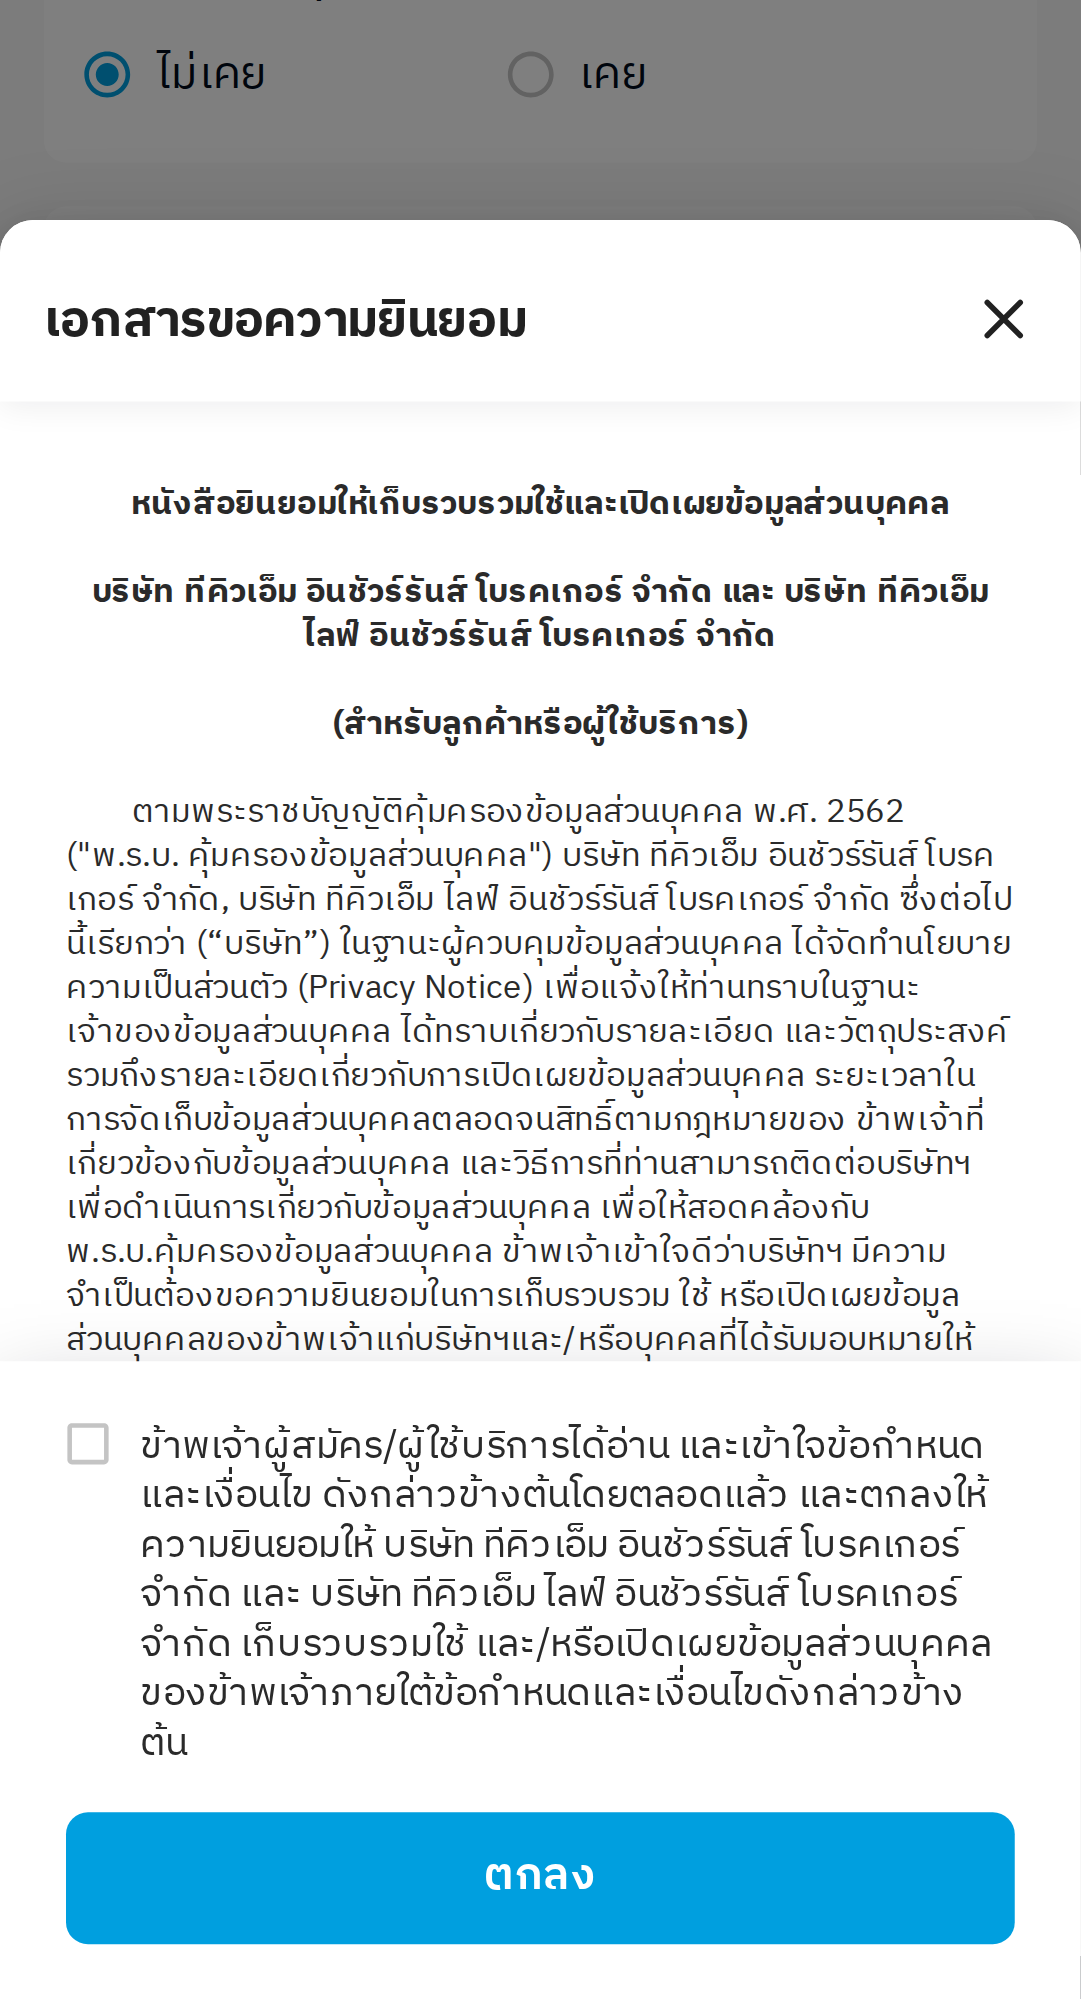 ไม่เคย เคย
เอกสารขอความยินยอม
หนังสือยินยอมให้เก็บรวบรวมใช้และเปิดเผยข้อมูลส่วนบุคคล
บริษัท ทีคิวเอ็ม อินชัวร์รันส์ โบรคเกอร์ จำกัด และ บริษัท ทีคิวเอ็ม
ไลฟ์ อินชัวร์รันส์ โบรคเกอร์ จำกัด
(สำหรับลูกค้าหรือผู้ใช้บริการ)
ตามพระราชบัญญัติคุ้มครองข้อมูลส่วนบุคคล พ.ศ. 2562
("พ.ร.บ. คุ้มครองข้อมูลส่วนบุคคล") บริษัท ทีคิวเอ็ม อินชัวร์รันส์ โบรค
เกอร์ จำกัด, บริษัท ทีคิวเอ็ม ไลฟ์ อินชัวร์รันส์ โบรคเกอร์ จำกัด ซึ่งต่อไป
นี้เรียกว่า (“บริษัท”) ในฐานะผู้ควบคุมข้อมูลส่วนบุคคล ได้จัดทำนโยบาย
ความเป็นส่วนตัว (Privacy Notice) เพื่อแจ้งให้ท่านทราบในฐานะ
เจ้าของข้อมูลส่วนบุคคล ได้ทราบเกี่ยวกับรายละเอียด และวัตถุประสงค์
รวมถึงรายละเอียดเกี่ยวกับการเปิดเผยข้อมูลส่วนบุคคล ระยะเวลาใน
การจัดเก็บข้อมูลส่วนบุคคลตลอดจนสิทธิ์ตามกฎหมายของ ข้าพเจ้าที่
เกี่ยวข้องกับข้อมูลส่วนบุคคล และวิธีการที่ท่านสามารถติดต่อบริษัทฯ
เพื่อดำเนินการเกี่ยวกับข้อมูลส่วนบุคคล เพื่อให้สอดคล้องกับ
พ.ร.บ.คุ้มครองข้อมูลส่วนบุคคล ข้าพเจ้าเข้าใจดีว่าบริษัทฯ มีความ
จำเป็นต้องขอความยินยอมในการเก็บรวบรวม ใช้ หรือเปิดเผยข้อมูล
ส่วนบุคคลของข้าพเจ้าแก่บริษัทฯและ/หรือบุคคลที่ได้รับมอบหมายให้
ข้าพเจ้าผู้สมัคร/ผู้ใช้บริการได้อ่าน และเข้าใจข้อกำหนด
และเงื่อนไข ดังกล่าวข้างต้นโดยตลอดแล้ว และตกลงให้
ความยินยอมให้ บริษัท ทีคิวเอ็ม อินชัวร์รันส์ โบรคเกอร์
จำกัด และ บริษัท ทีคิวเอ็ม ไลฟ์ อินชัวร์รันส์ โบรคเกอร์
จำกัด เก็บรวบรวมใช้ และ/หรือเปิดเผยข้อมูลส่วนบุคคล
ของข้าพเจ้าภายใต้ข้อกำหนดและเงื่อนไขดังกล่าวข้าง
ต้น
ตกลง